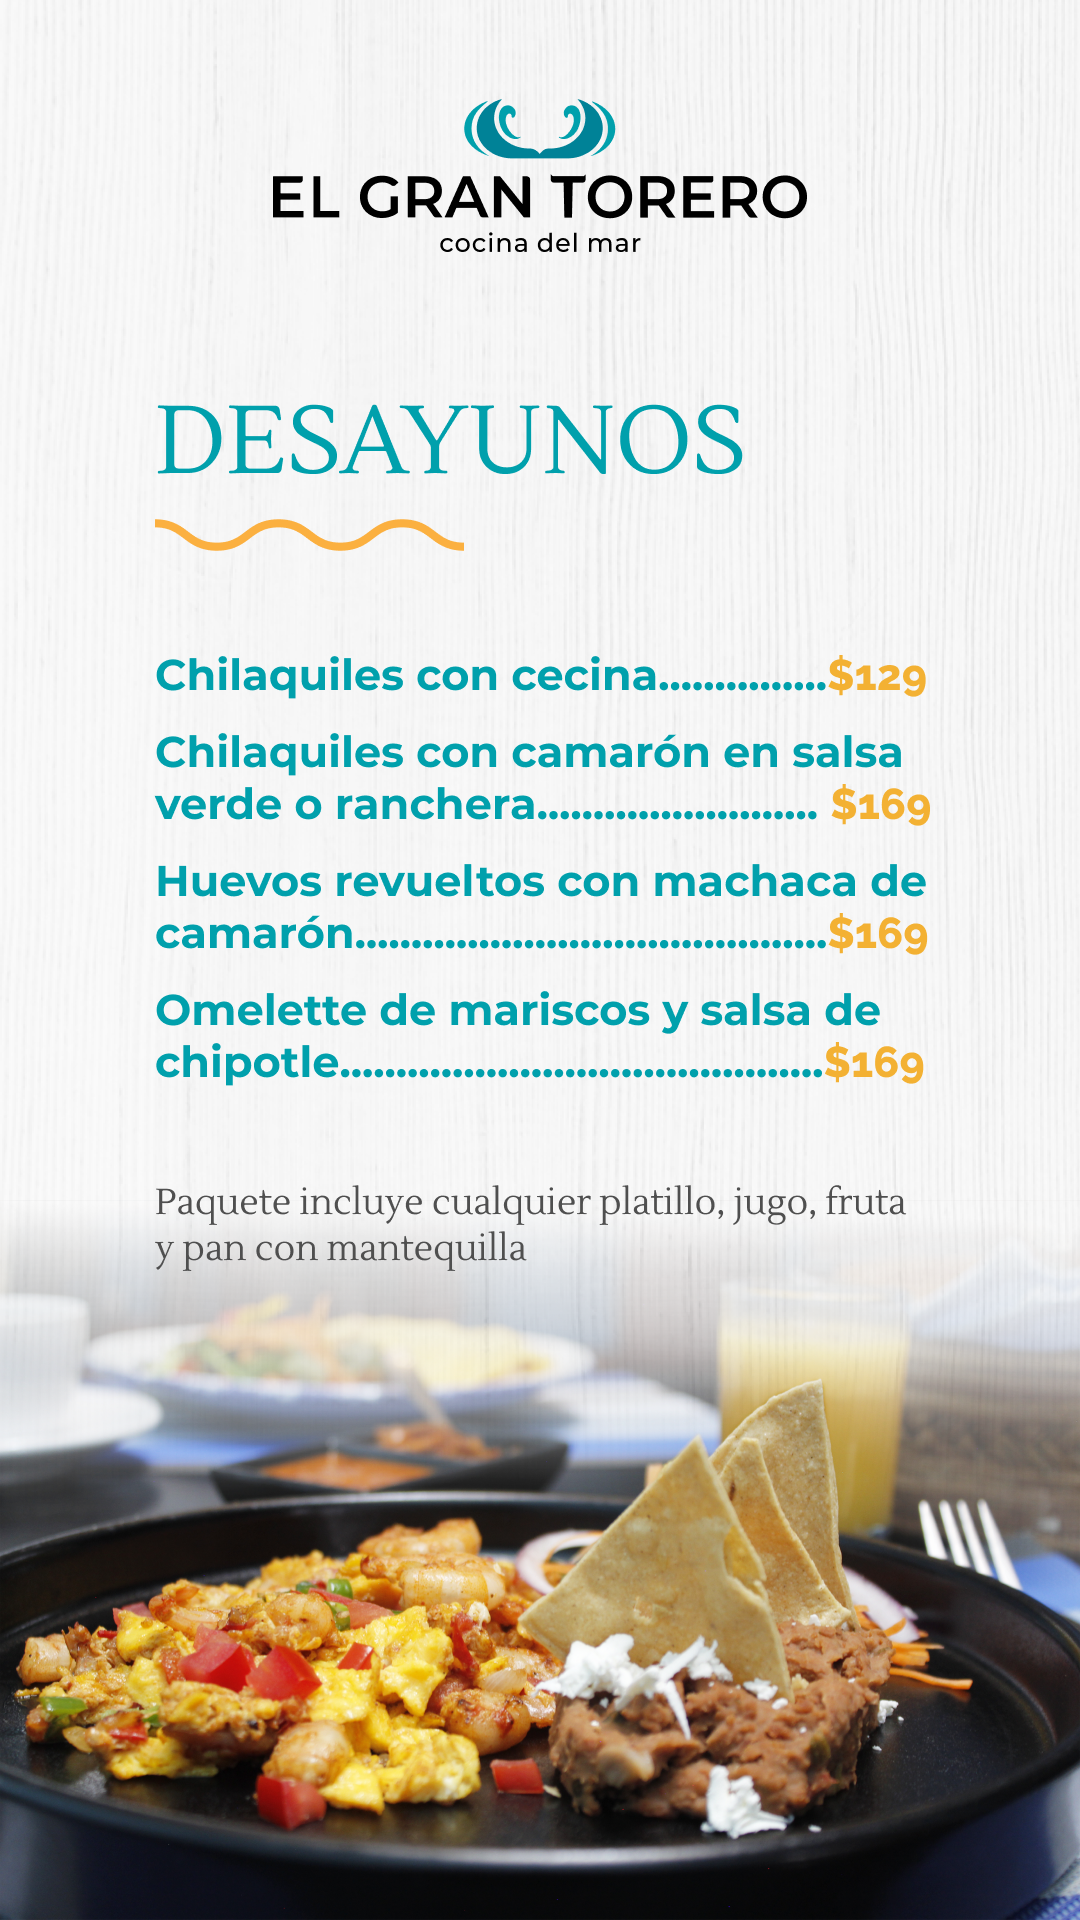 EL GRAN TORERO
cocina del mar
DESAYUNOS
Chilaquiles con cecina...............$129
Chilaquiles con camarón en salsa
verde o ranchera......................... $169
Huevos revueltos con machaca de
camarón..........................................$169
Omelette de mariscos y salsa de
chipotle...........................................$169
Paquete incluye cualquier platillo, jugo, fruta
y pan con mantequilla